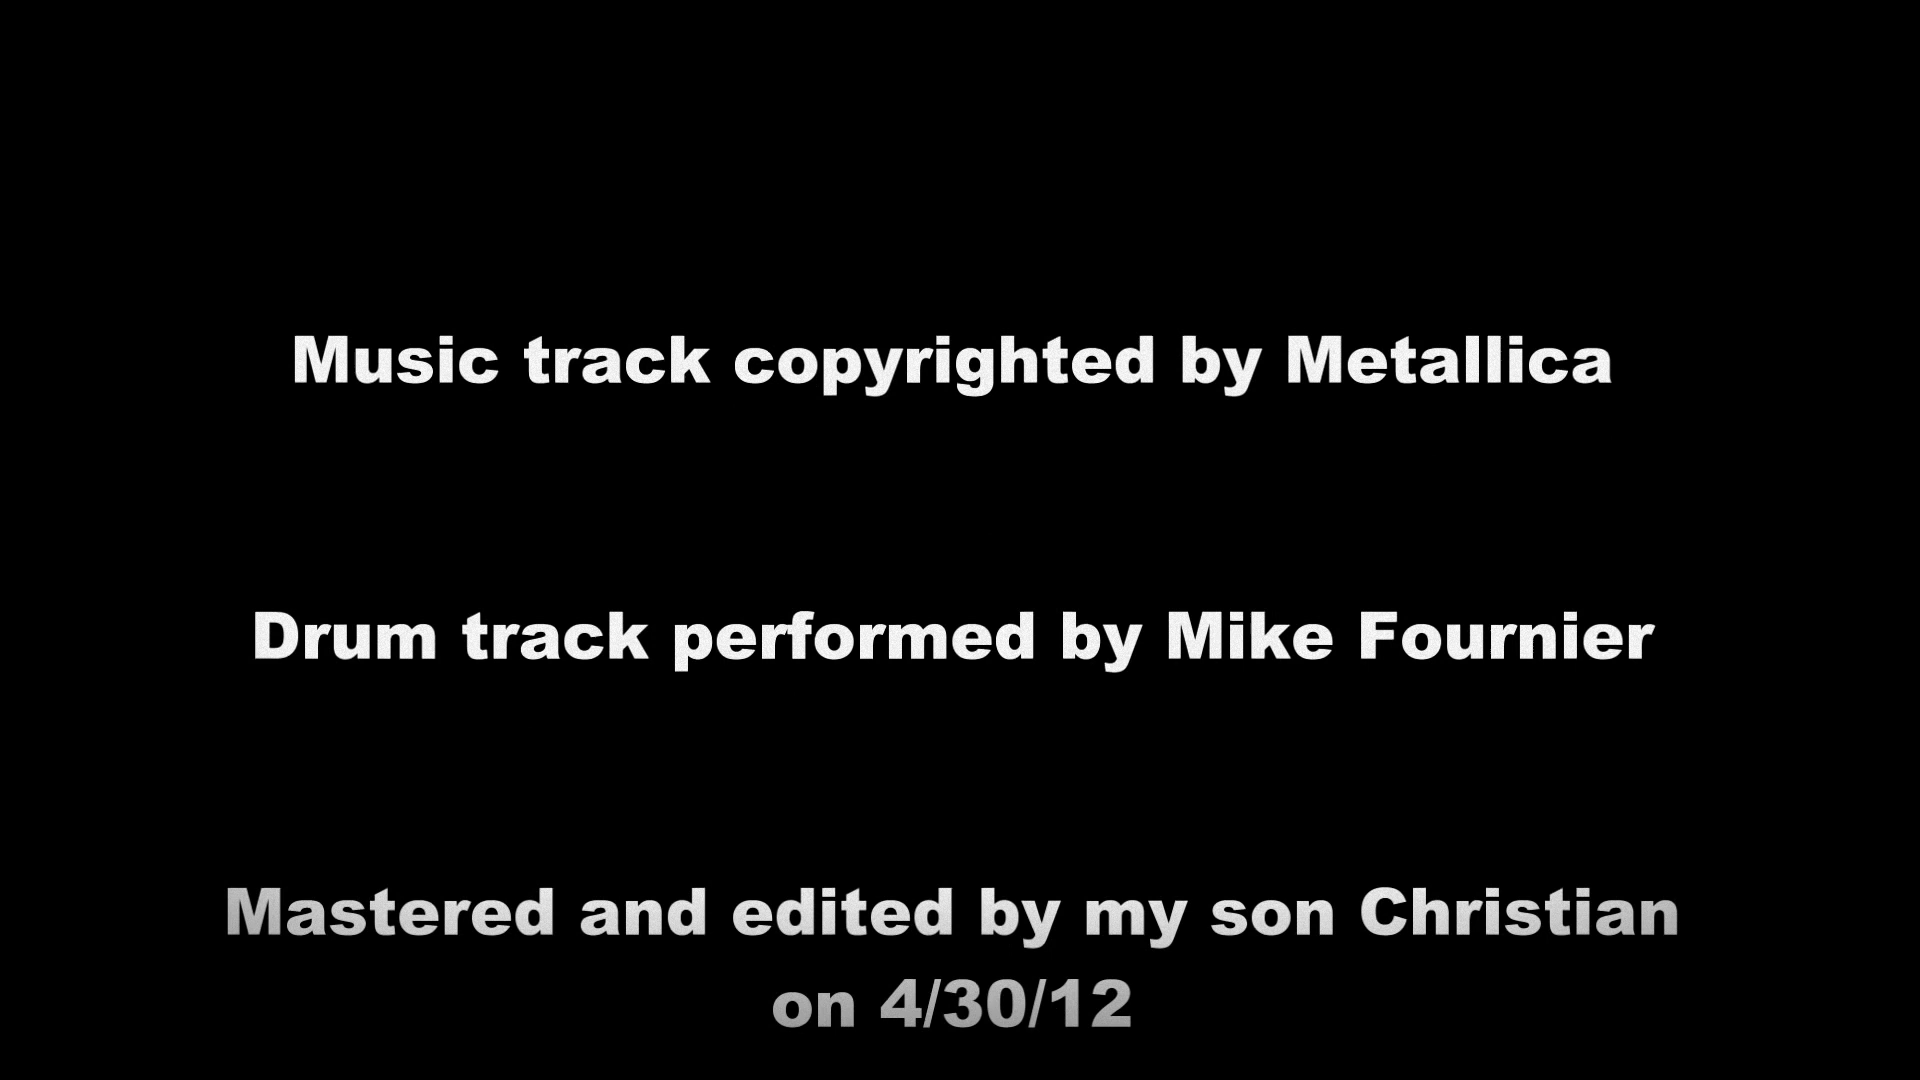 Music track copyrighted by Metallica
Drum track performed by Mike Fournier
Mastered and edited by my son Christian
on 4/30/12